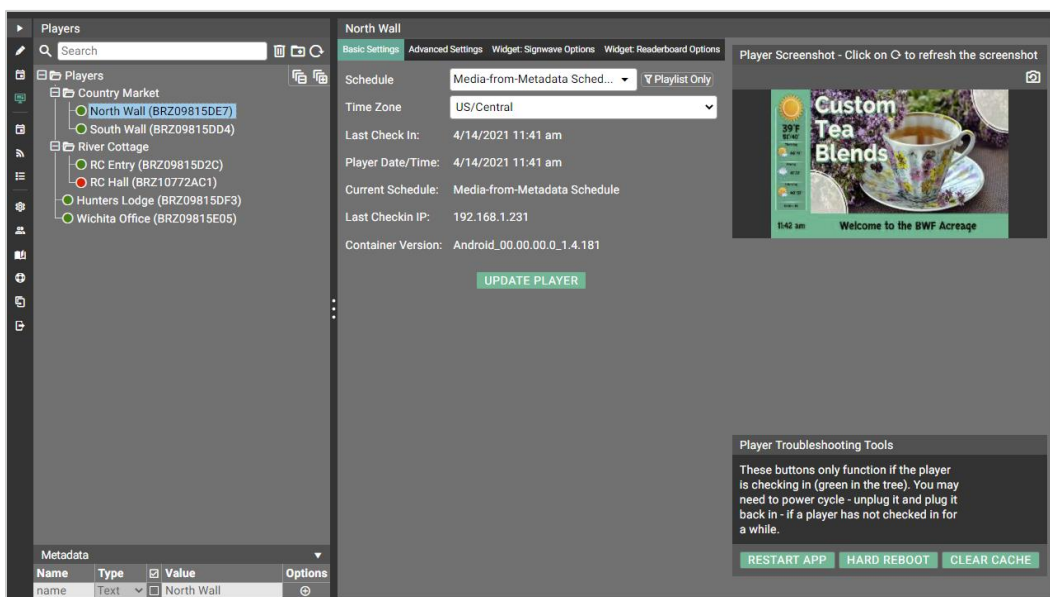 Players
Search
Players
Country Market
North Wall (BRZ09815DE7)
South Wall (BRZ09815DD4)
River Cottage
RC Entry (BRZ09815D2C)
RC Hall (BRZ10772AC1)
Hunters Lodge (BRZ09815DF3)
Wichita Office (BRZ09815E05)
Metadata
Name Type Value Options
name Text North Wall
North Wall
Basic Settings Advanced Settings Widget: Signwave Options Widget: Readerboard Options
Schedule Media-from-Metadata Sched... Playlist Only
Time Zone US/Central
Last Check In: 4/14/2021 11:41 am
Player Date/Time: 4/14/2021 11:41 am
Current Schedule: Media-from-Metadata Schedule
Last Checkin IP: 192.168.1.231
Container Version: Android_00.00.00.0_1.4.181
UPDATE PLAYER
Player Screenshot - Click on to refresh the screenshot
39°F
Custom
Tea
Blends
11:42 am Welcome to the BWF Acreage
Player Troubleshooting Tools
These buttons only function if the player
is checking in (green in the tree). You may
need to power cycle - unplug it and plug it
back in - if a player has not checked in for
a while.
RESTART APP HARD REBOOT CLEAR CACHE